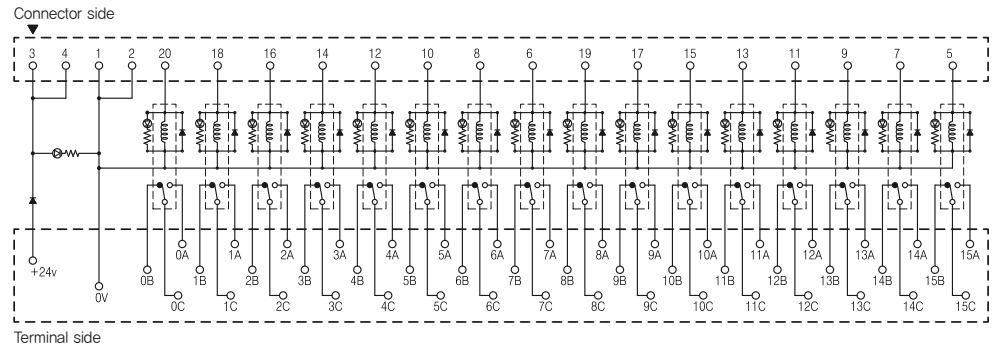 Connector side
3 4 1 2 20 18 16 14 12 10 8 6 19 17 15 13 11 9 7 5
0A 1A 2A 3A 4A 5A 6A 7A 8A 9A 10A 11A 12A 13A 14A 15A
+24v 0B 1B 2B 3B 4B 5B 6B 7B 8B 9B 10B 11B 12B 13B 14B 15B
0V 0C 1C 2C 3C 4C 5C 6C 7C 8C 9C 10C 11C 12C 13C 14C 15C
Terminal side